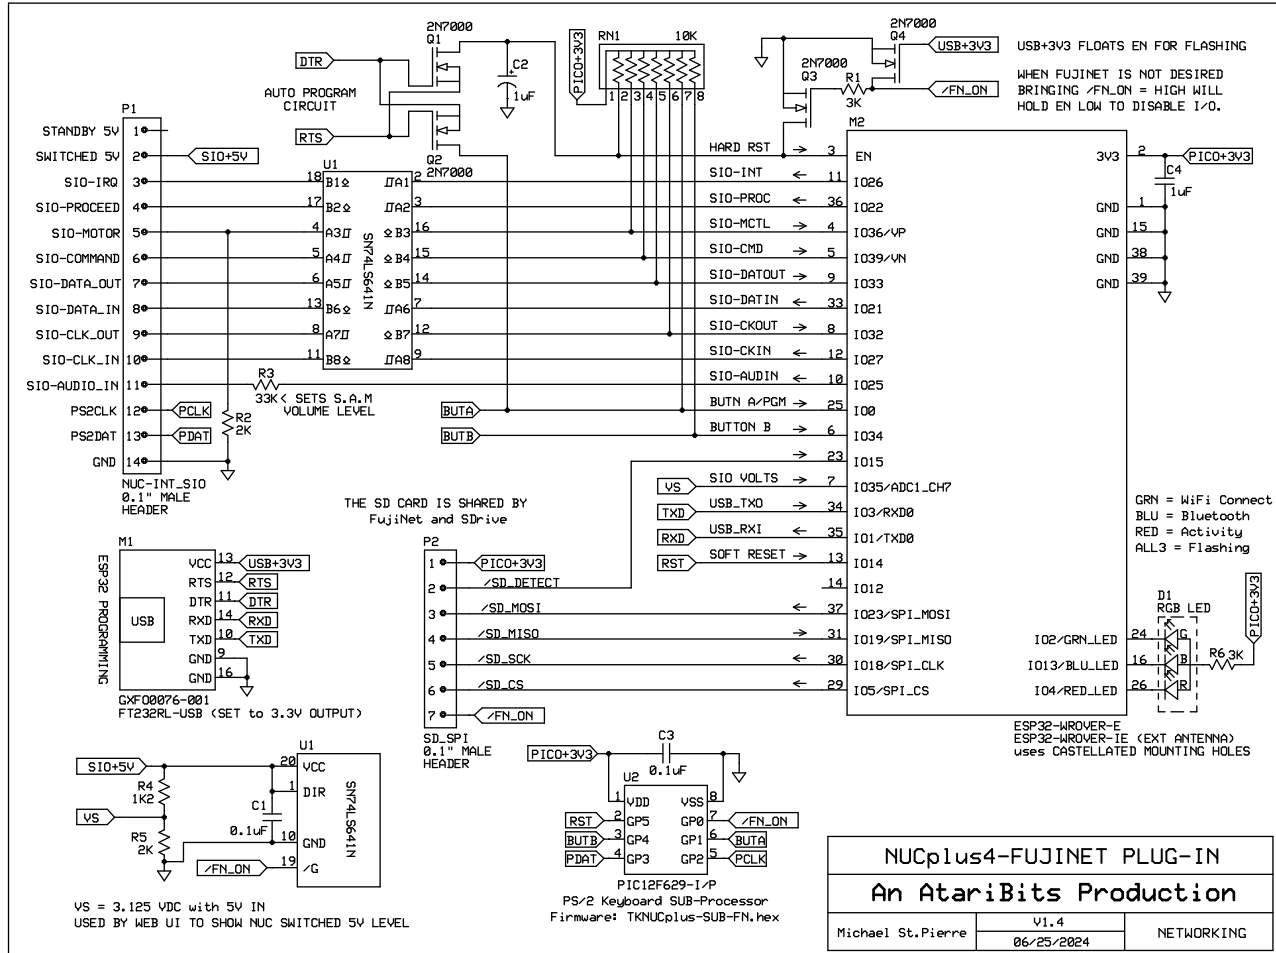 2N7000
Q1
DTR
AUTO PROGRAM
CIRCUIT
RTS
Q2
2N7000
C2
1uF
PICO+3V3
RN1 10K
1 2 3 4 5 6 7 8
2N7000
Q4
USB+3V3
2N7000
Q3
R1
3K
/FN_ON
USB+3V3 FLOATS EN FOR FLASHING
WHEN FUJINET IS NOT DESIRED
BRINGING /FN_ON = HIGH WILL
HOLD EN LOW TO DISABLE I/O.
P1
STANDBY 5V 1
SWITCHED 5V 2 SIO+5V
SIO-IRQ 3
SIO-PROCEED 4
SIO-MOTOR 5
SIO-COMMAND 6
SIO-DATA_OUT 7
SIO-DATA_IN 8
SIO-CLK_OUT 9
SIO-CLK_IN 10
SIO-AUDIO_IN 11
PS2CLK 12 PCLK
PS2DAT 13 PDAT
GND 14
NUC-INT_SIO
0.1" MALE
HEADER
R3
33K < SETS S.A.M
VOLUME LEVEL
R2
2K
U1
18 B1 A1 2
17 B2 A2 3
4 A3 B3 16
5 A4 B4 15
6 A5 B5 14
13 B6 A6 7
8 A7 B7 12
11 B8 A8 9
SN74LS641N
BUTA
BUTB
M2
HARD RST → 3 EN
SIO-INT ← 11 IO26
SIO-PROC ← 36 IO22
SIO-MCTL → 4 IO36/VP
SIO-CMD → 5 IO39/VN
SIO-DATOUT → 9 IO33
SIO-DATIN ← 33 IO21
SIO-CKOUT → 8 IO32
SIO-CKIN ← 12 IO27
SIO-AUDIN ← 10 IO25
BUTN A/PGM → 25 IO0
BUTTON B → 6 IO34
→ 23 IO15
VS SIO VOLTS → 7 IO35/ADC1_CH7
TXD USB_TXO → 34 IO3/RXD0
RXD USB_RXI ← 35 IO1/TXD0
RST SOFT RESET → 13 IO14
14 IO12
← 37 IO23/SPI_MOSI
→ 31 IO19/SPI_MISO
← 30 IO18/SPI_CLK
← 29 IO5/SPI_CS
3V3 2 PICO+3V3
C4
1uF
GND 1
GND 15
GND 38
GND 39
GRN = WiFi Connect
BLU = Bluetooth
RED = Activity
ALL3 = Flashing
D1
RGB LED
PICO+3V3
IO2/GRN_LED 24 G
IO13/BLU_LED 16 B
IO4/RED_LED 26 R
R6 3K
ESP32-WROVER-E
ESP32-WROVER-IE (EXT ANTENNA)
uses CASTELLATED MOUNTING HOLES
THE SD CARD IS SHARED BY
FujiNet and SDrive
P2
1 PICO+3V3
2 /SD_DETECT
3 /SD_MOSI
4 /SD_MISO
5 /SD_SCK
6 /SD_CS
7 /FN_ON
SD_SPI
0.1" MALE
HEADER
M1
ESP32 PROGRAMMING
USB
VCC 13 USB+3V3
RTS 12 RTS
DTR 11 DTR
RXD 14 RXD
TXD 10 TXD
GND 9
GND 16
GXFO0076-001
FT232RL-USB (SET to 3.3V OUTPUT)
U1
SIO+5V
20 VCC
1 DIR
10 GND
19 /G
SN74LS641N
R4
1K2
VS
R5
2K
C1
0.1uF
/FN_ON
VS = 3.125 VDC with 5V IN
USED BY WEB UI TO SHOW NUC SWITCHED 5V LEVEL
PICO+3V3
C3
0.1uF
U2
1 VDD VSS 8
RST 2 GP5 GP0 7 /FN_ON
BUTB 3 GP4 GP1 6 BUTA
PDAT 4 GP3 GP2 5 PCLK
PIC12F629-I/P
PS/2 Keyboard SUB-Processor
Firmware: TKNUCplus-SUB-FN.hex
NUCplus4-FUJINET PLUG-IN
An AtariBits Production
Michael St.Pierre
V1.4
06/25/2024
NETWORKING